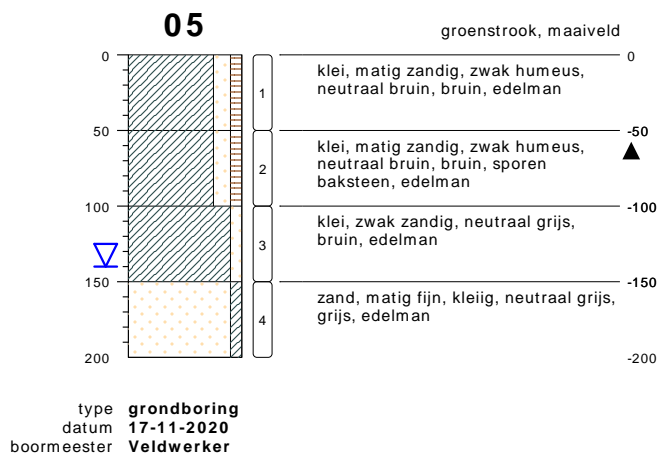 05
groenstrook, maaiveld
0
0
klei, matig zandig, zwak humeus,
neutraal bruin, bruin, edelman
1
50
-50
klei, matig zandig, zwak humeus,
neutraal bruin, bruin, sporen
baksteen, edelman
2
100
-100
klei, zwak zandig, neutraal grijs,
bruin, edelman
3
150
-150
zand, matig fijn, kleiig, neutraal grijs,
grijs, edelman
4
200
-200
type grondboring
datum 17-11-2020
boormeester Veldwerker